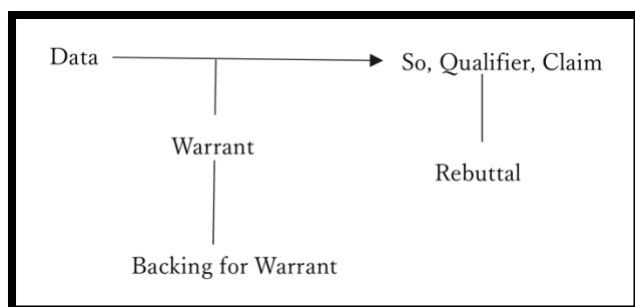 Data
So, Qualifier, Claim
Warrant
Rebuttal
Backing for Warrant